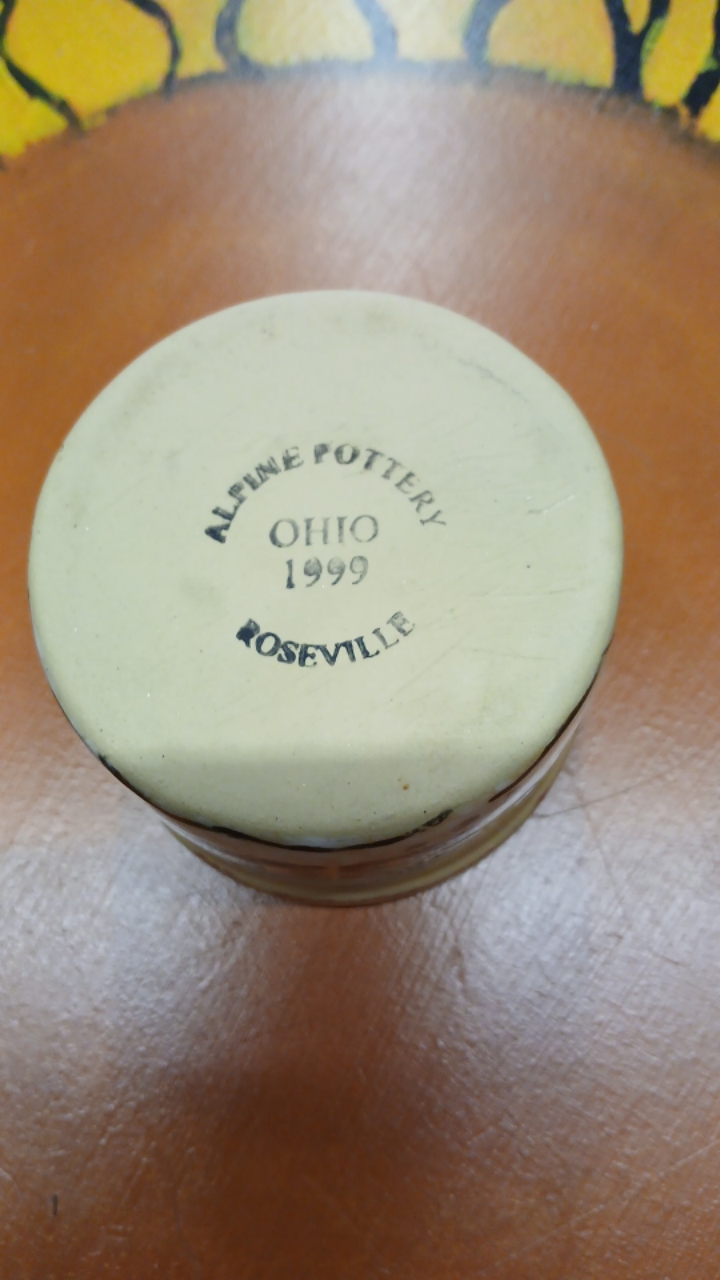 ALPINE POTTERY
OHIO
1999
ROSEVILLE